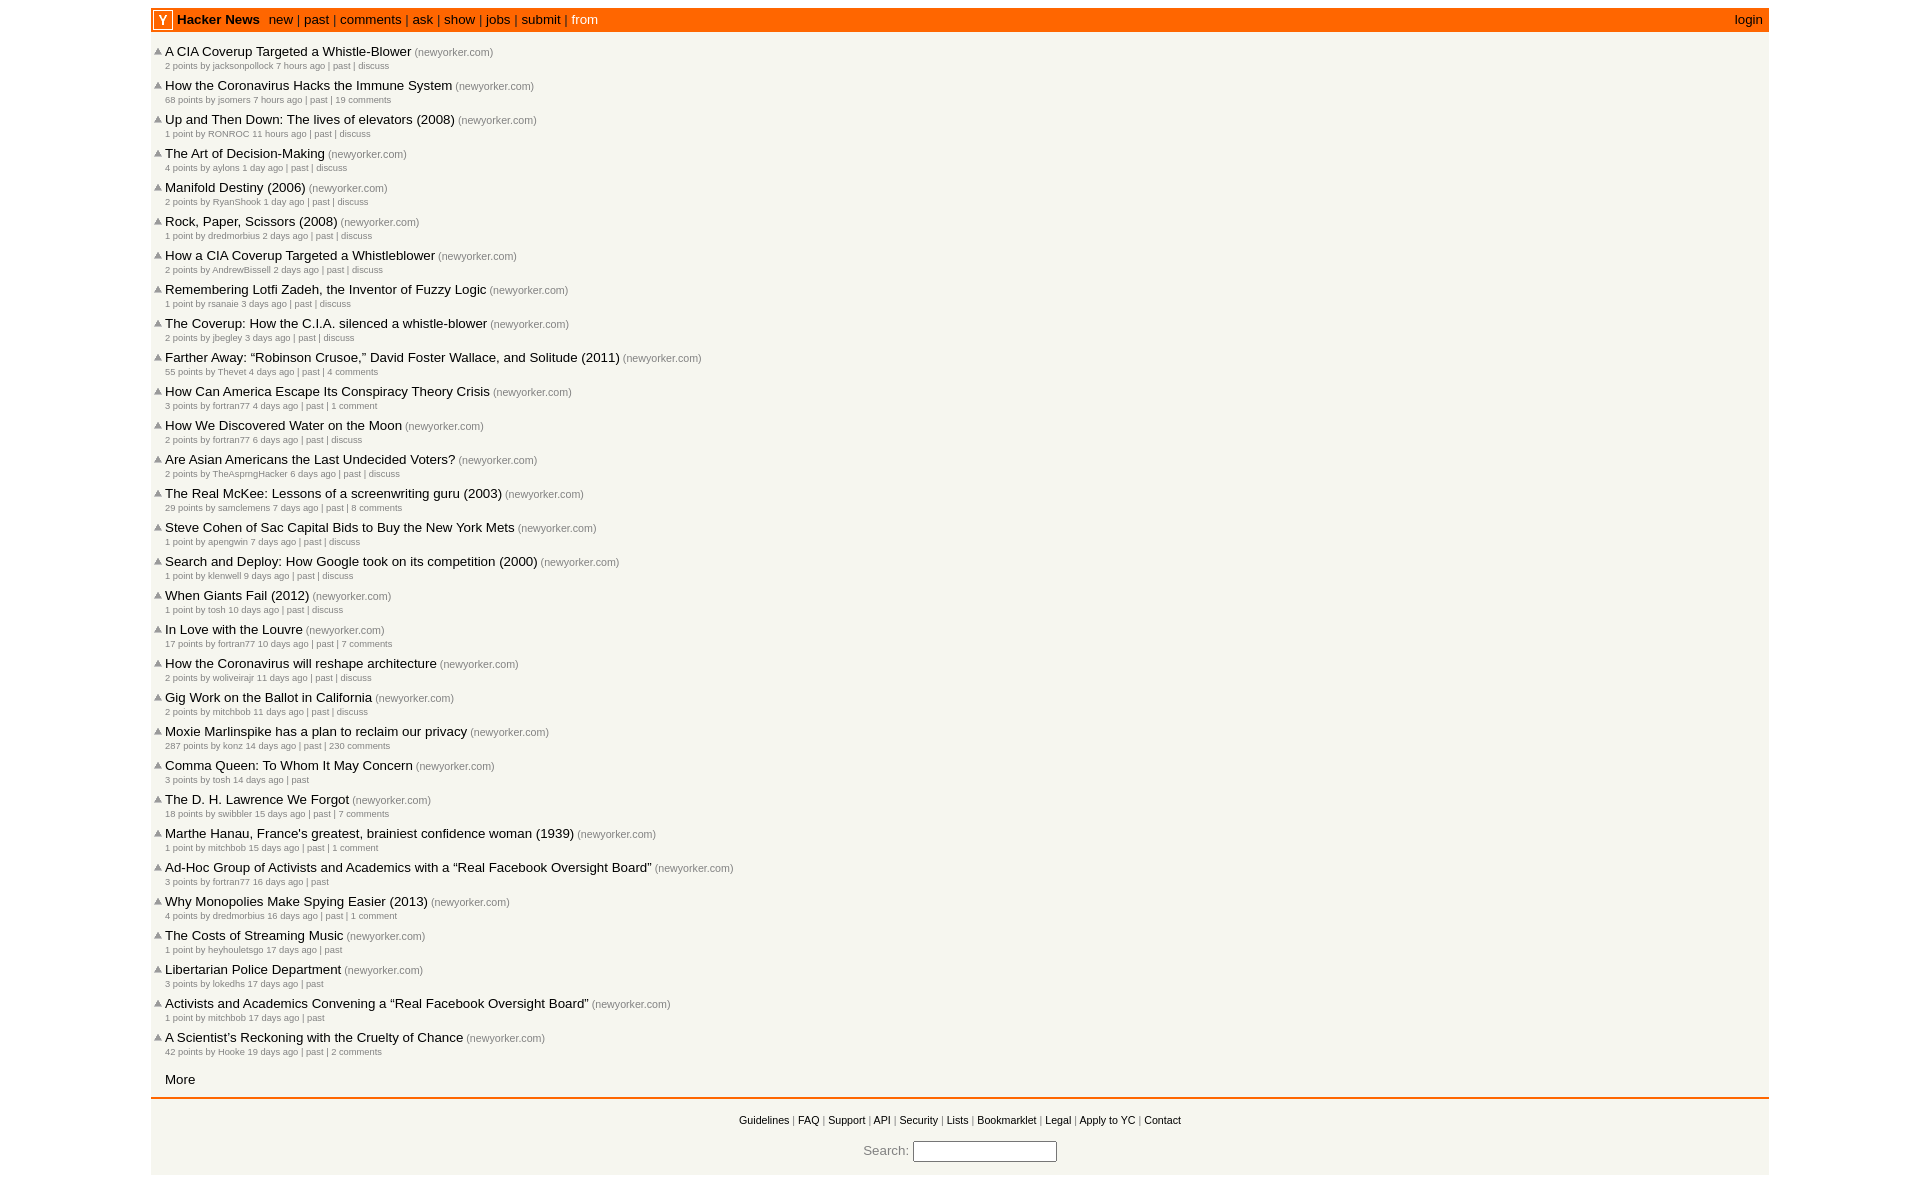 Y Hacker News new | past | comments | ask | show | jobs | submit | from login
A CIA Coverup Targeted a Whistle-Blower (newyorker.com)
2 points by jacksonpollock 7 hours ago | past | discuss
How the Coronavirus Hacks the Immune System (newyorker.com)
68 points by jsomers 7 hours ago | past | 19 comments
Up and Then Down: The lives of elevators (2008) (newyorker.com)
1 point by RONROC 11 hours ago | past | discuss
The Art of Decision-Making (newyorker.com)
4 points by aylons 1 day ago | past | discuss
Manifold Destiny (2006) (newyorker.com)
2 points by RyanShook 1 day ago | past | discuss
Rock, Paper, Scissors (2008) (newyorker.com)
1 point by dredmorbius 2 days ago | past | discuss
How a CIA Coverup Targeted a Whistleblower (newyorker.com)
2 points by AndrewBissell 2 days ago | past | discuss
Remembering Lotfi Zadeh, the Inventor of Fuzzy Logic (newyorker.com)
1 point by rsanaie 3 days ago | past | discuss
The Coverup: How the C.I.A. silenced a whistle-blower (newyorker.com)
2 points by jbegley 3 days ago | past | discuss
Farther Away: “Robinson Crusoe,” David Foster Wallace, and Solitude (2011) (newyorker.com)
55 points by Thevet 4 days ago | past | 4 comments
How Can America Escape Its Conspiracy Theory Crisis (newyorker.com)
3 points by fortran77 4 days ago | past | 1 comment
How We Discovered Water on the Moon (newyorker.com)
2 points by fortran77 6 days ago | past | discuss
Are Asian Americans the Last Undecided Voters? (newyorker.com)
2 points by TheAsprngHacker 6 days ago | past | discuss
The Real McKee: Lessons of a screenwriting guru (2003) (newyorker.com)
29 points by samclemens 7 days ago | past | 8 comments
Steve Cohen of Sac Capital Bids to Buy the New York Mets (newyorker.com)
1 point by apengwin 7 days ago | past | discuss
Search and Deploy: How Google took on its competition (2000) (newyorker.com)
1 point by klenwell 9 days ago | past | discuss
When Giants Fail (2012) (newyorker.com)
1 point by tosh 10 days ago | past | discuss
In Love with the Louvre (newyorker.com)
17 points by fortran77 10 days ago | past | 7 comments
How the Coronavirus will reshape architecture (newyorker.com)
2 points by woliveirajr 11 days ago | past | discuss
Gig Work on the Ballot in California (newyorker.com)
2 points by mitchbob 11 days ago | past | discuss
Moxie Marlinspike has a plan to reclaim our privacy (newyorker.com)
287 points by konz 14 days ago | past | 230 comments
Comma Queen: To Whom It May Concern (newyorker.com)
3 points by tosh 14 days ago | past
The D. H. Lawrence We Forgot (newyorker.com)
18 points by swibbler 15 days ago | past | 7 comments
Marthe Hanau, France's greatest, brainiest confidence woman (1939) (newyorker.com)
1 point by mitchbob 15 days ago | past | 1 comment
Ad-Hoc Group of Activists and Academics with a “Real Facebook Oversight Board” (newyorker.com)
3 points by fortran77 16 days ago | past
Why Monopolies Make Spying Easier (2013) (newyorker.com)
4 points by dredmorbius 16 days ago | past | 1 comment
The Costs of Streaming Music (newyorker.com)
1 point by heyhouletsgo 17 days ago | past
Libertarian Police Department (newyorker.com)
3 points by lokedhs 17 days ago | past
Activists and Academics Convening a “Real Facebook Oversight Board” (newyorker.com)
1 point by mitchbob 17 days ago | past
A Scientist’s Reckoning with the Cruelty of Chance (newyorker.com)
42 points by Hooke 19 days ago | past | 2 comments
More
Guidelines | FAQ | Support | API | Security | Lists | Bookmarklet | Legal | Apply to YC | Contact
Search: